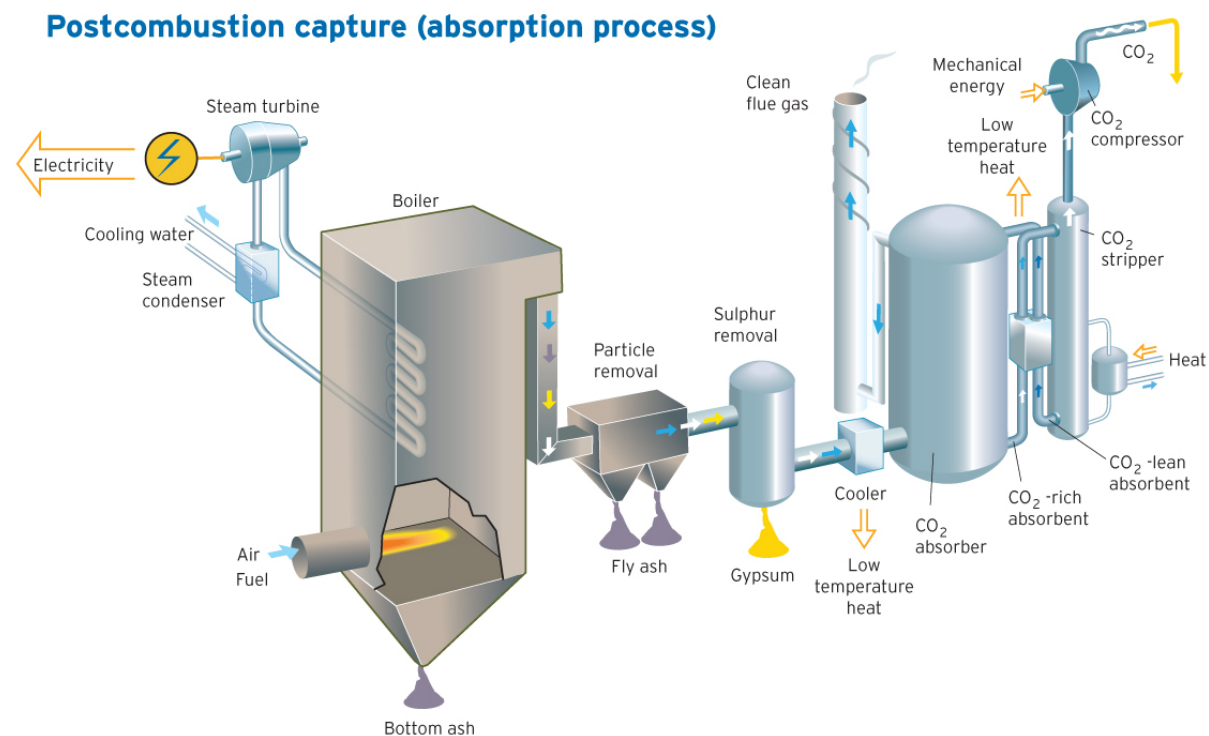 Postcombustion capture (absorption process)
Steam turbine
Electricity
Cooling water
Steam
condenser
Boiler
Air
Fuel
Bottom ash
Particle
removal
Fly ash
Sulphur
removal
Gypsum
Clean
flue gas
Cooler
Low
temperature
heat
CO2
absorber
CO2 -rich
absorbent
CO2 -lean
absorbent
Heat
CO2
stripper
Low
temperature
heat
Mechanical
energy
CO2
compressor
CO2